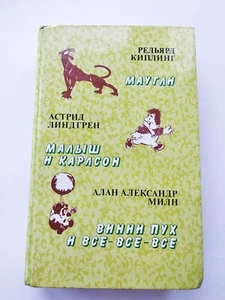 РЕДЬЯРД
КИПЛИНГ
МАУГЛИ
АСТРИД
ЛИНДГРЕН
МАЛЫШ
И КАРЛСОН
АЛАН АЛЕКСАНДР
МИЛН
ВИННИ ПУХ
И ВСЕ-ВСЕ-ВСЕ